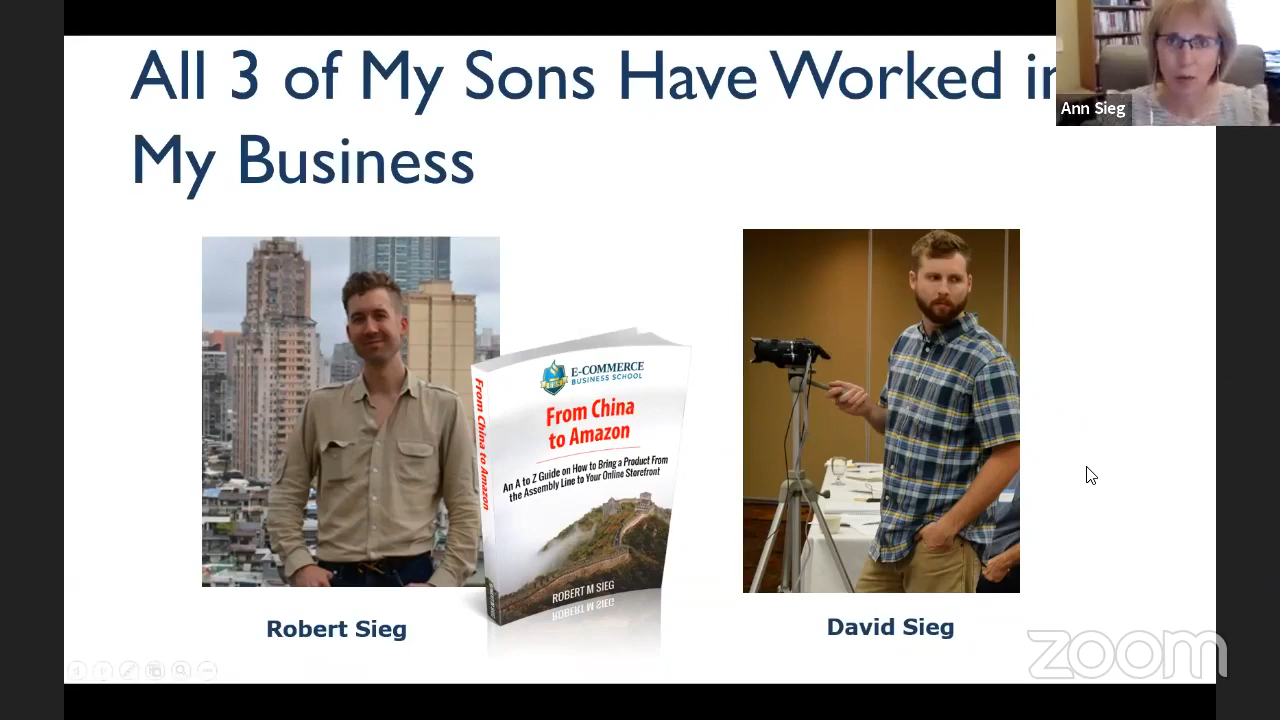 All 3 of My Sons Have Worked in
My Business
Ann Sieg
E-COMMERCE
BUSINESS SCHOOL
From China
to Amazon
An A to Z Guide on How to Bring a Product From
the Assembly Line to Your Online Storefront
ROBERT M SIEG
From China to Amazon
Robert Sieg
David Sieg
zoom